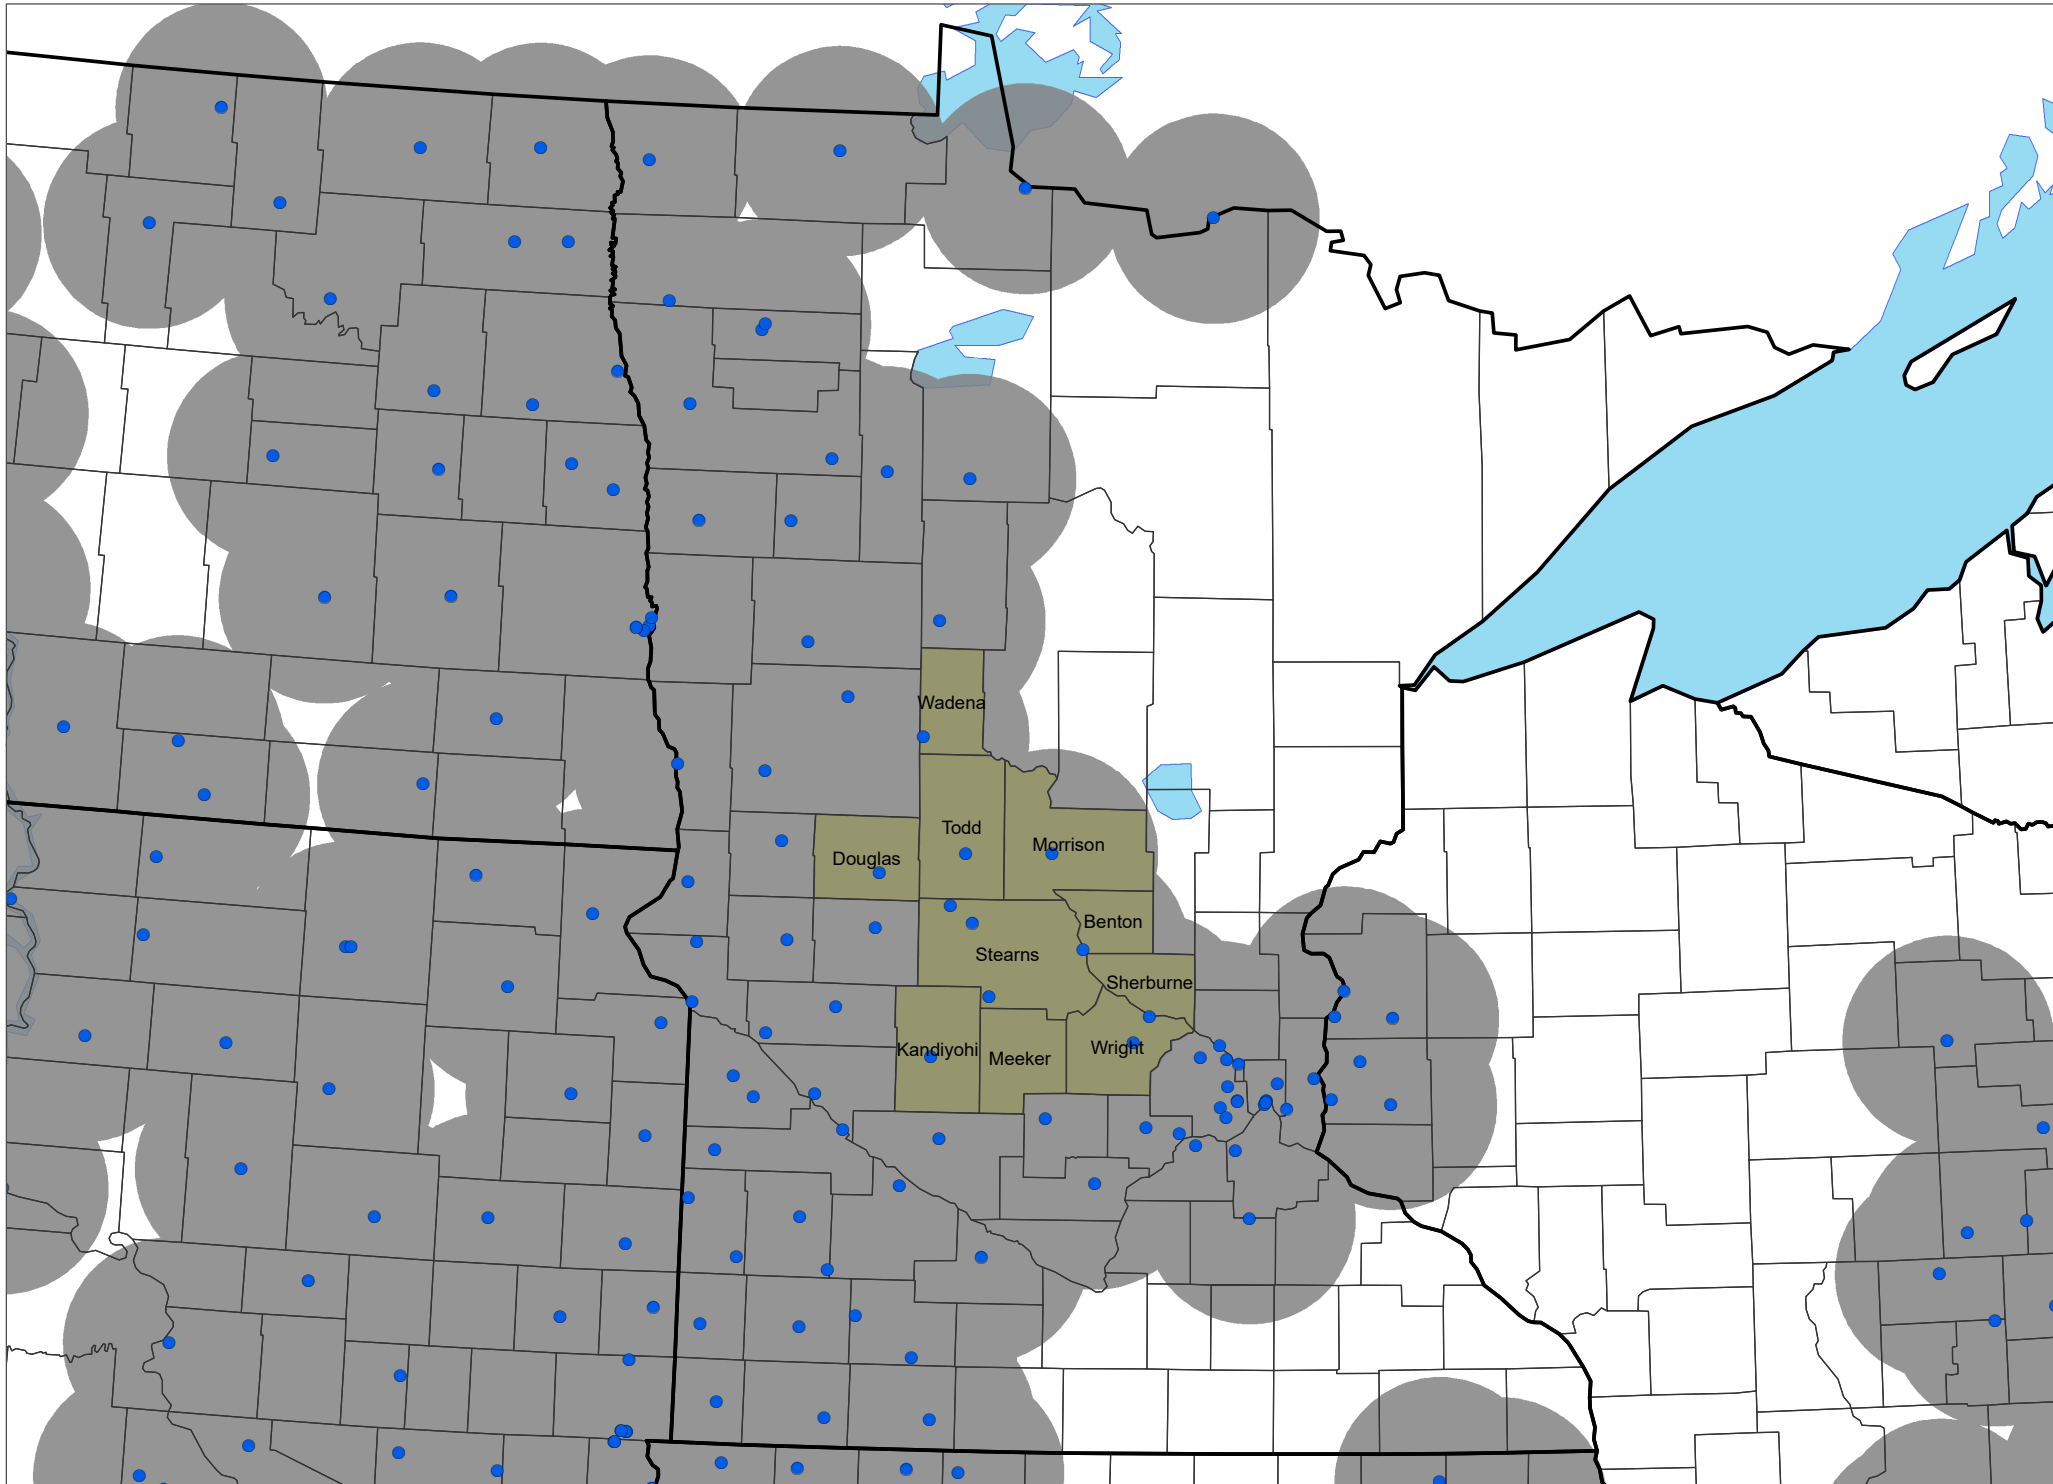 Wadena
Todd
Morrison
Douglas
Benton
Stearns
Sherburne
Kandiyohi
Meeker
Wright